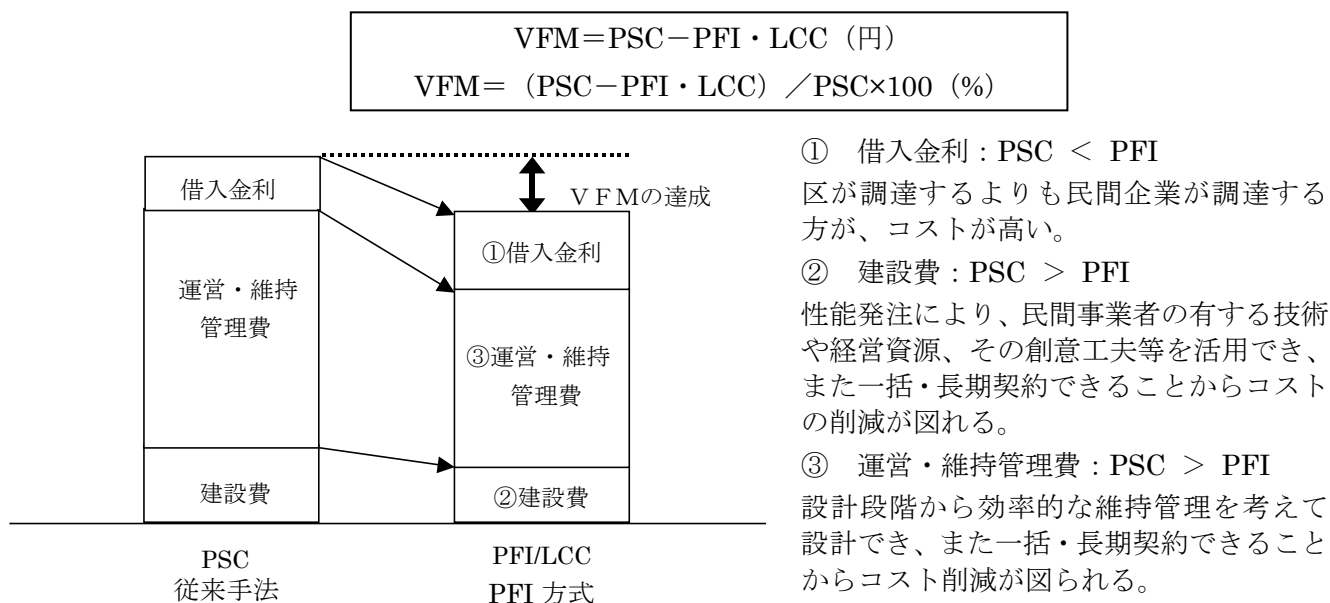 VFM＝PSC－PFI・LCC（円）
VFM＝（PSC－PFI・LCC）／PSC×100（%）
借入金利
運営・維持
管理費
建設費
PSC
従来手法
ＶＦＭの達成
①借入金利
③運営・維持
管理費
②建設費
PFI/LCC
PFI 方式
①　借入金利：PSC ＜ PFI
区が調達するよりも民間企業が調達する
方が、コストが高い。
②　建設費：PSC ＞ PFI
性能発注により、民間事業者の有する技術
や経営資源、その創意工夫等を活用でき、
また一括・長期契約できることからコスト
の削減が図れる。
③　運営・維持管理費：PSC ＞ PFI
設計段階から効率的な維持管理を考えて
設計でき、また一括・長期契約できること
からコスト削減が図られる。